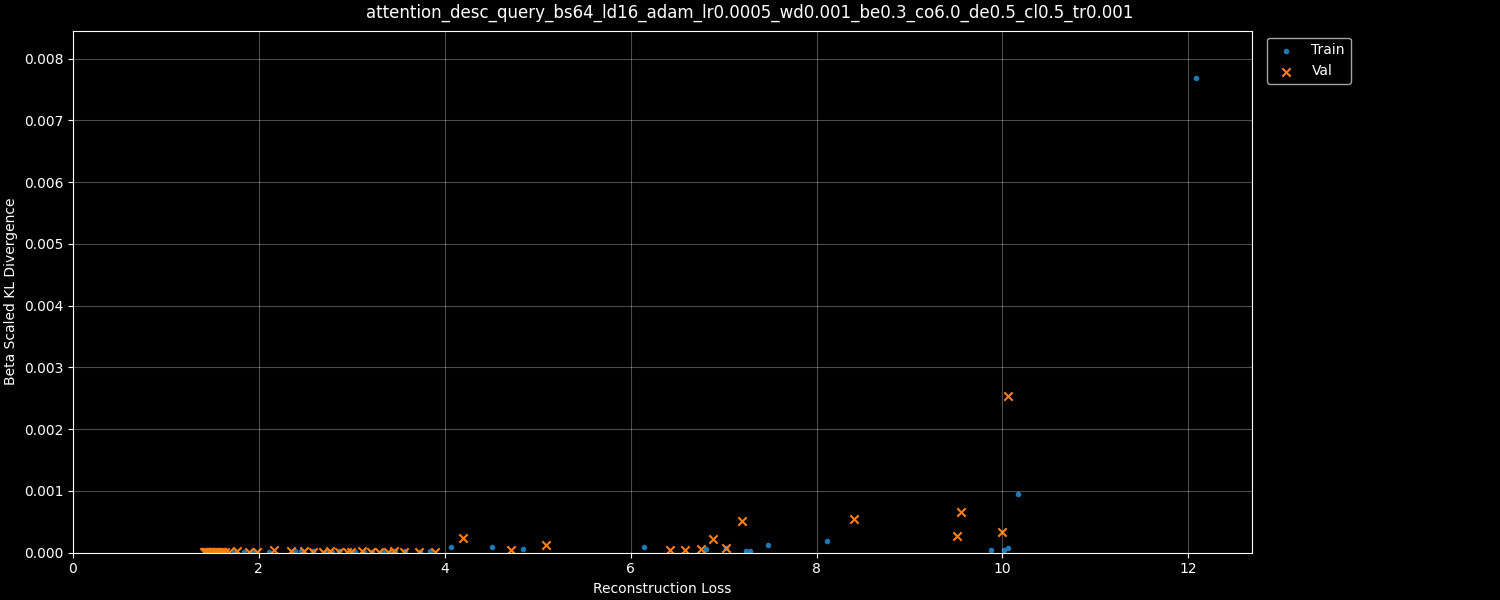 attention_desc_query_bs64_ld16_adam_lr0.0005_wd0.001_be0.3_co6.0_de0.5_cl0.5_tr0.001
Train
Val
Beta Scaled KL Divergence
0.008
0.007
0.006
0.005
0.004
0.003
0.002
0.001
0.000
0 2 4 6 8 10 12
Reconstruction Loss